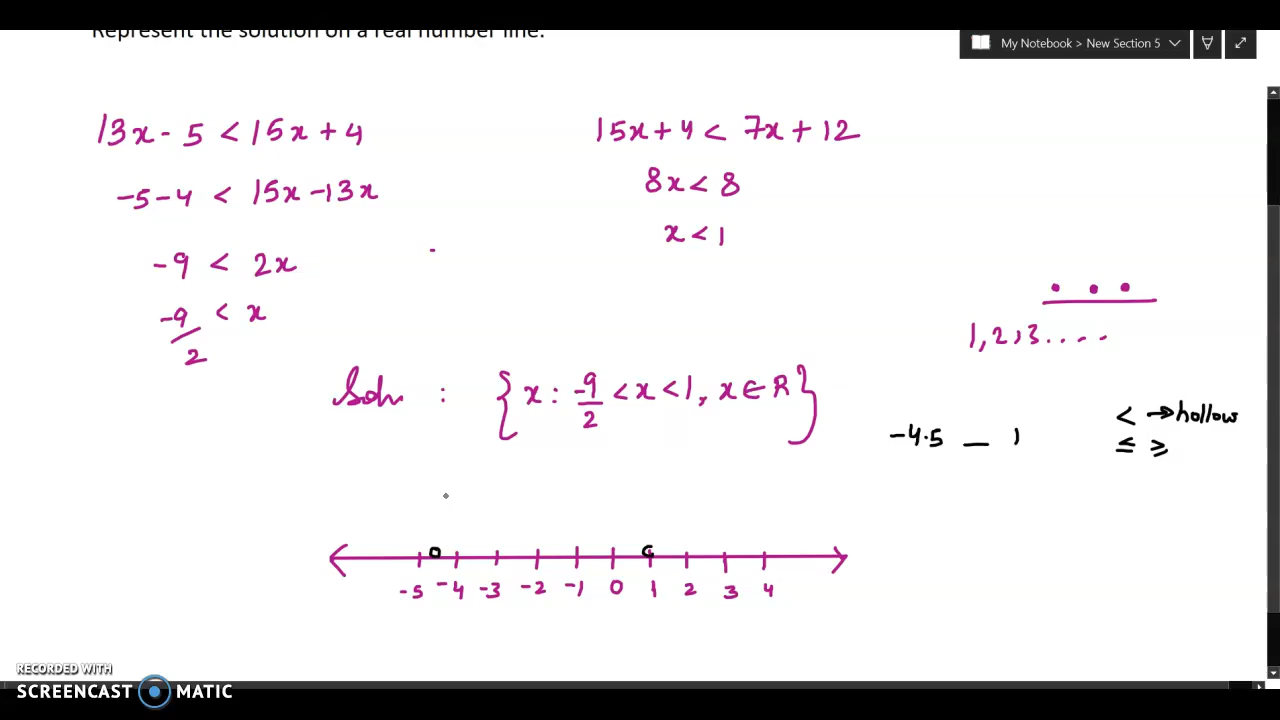 Represent the solution on a real number line.
My Notebook > New Section 5
13x - 5 < 15x + 4
-5-4 < 15x -13x
-9 < 2x
-9/2 < x
15x + 4 < 7x + 12
8x < 8
x < 1
1, 2, 3....
Soln : {x : -9/2 < x < 1, x ∈ R}
-4.5 — 1
< → hollow
≤ ≥
-5 -4 -3 -2 -1 0 1 2 3 4
RECORDED WITH
SCREENCAST MATIC